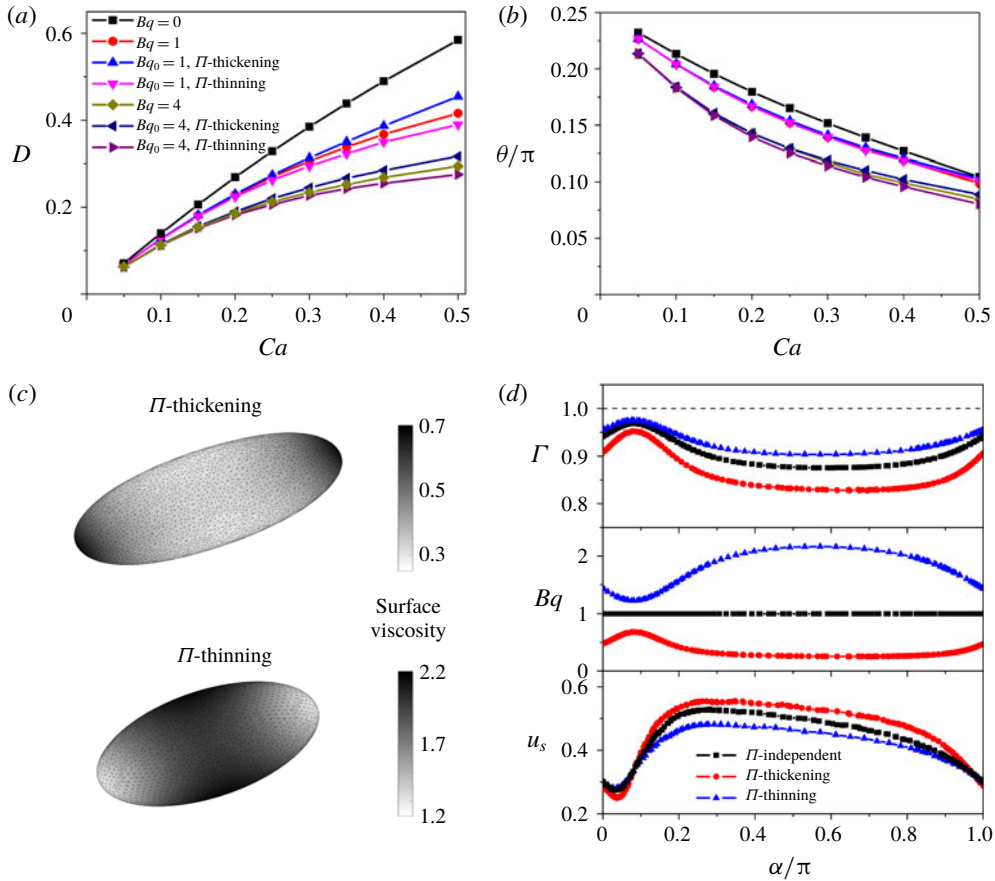 (a)
Bq = 0
Bq = 1
Bq₀ = 1, Π-thickening
Bq₀ = 1, Π-thinning
Bq = 4
Bq₀ = 4, Π-thickening
Bq₀ = 4, Π-thinning
0.6
0.4
0.2
D
0 0.1 0.2 0.3 0.4 0.5
Ca
(b)
0.25
0.20
0.15
0.10
0.05
θ/π
0 0.1 0.2 0.3 0.4 0.5
Ca
(c)
Π-thickening
0.7
0.5
0.3
Surface
viscosity
Π-thinning
2.2
1.7
1.2
(d)
1.0
0.9
0.8
Γ
2
1
0
Bq
0.6
0.4
0.2
uₛ
Π-independent
Π-thickening
Π-thinning
0 0.2 0.4 0.6 0.8 1.0
α/π